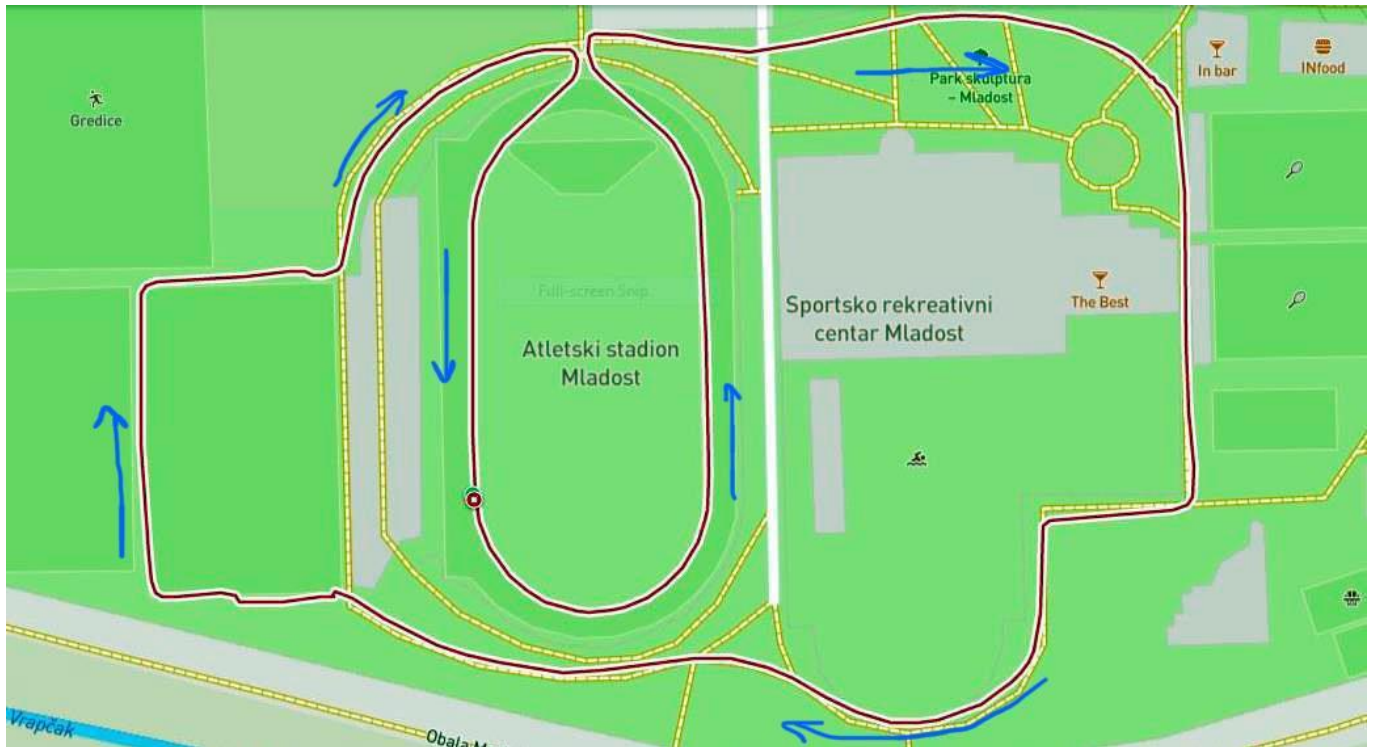 Gredice
Park skulptura
– Mladost
In bar
INfood
Full-screen Snip
Sportsko rekreativni
centar Mladost
The Best
Atletski stadion
Mladost
Vrapčak
Obala